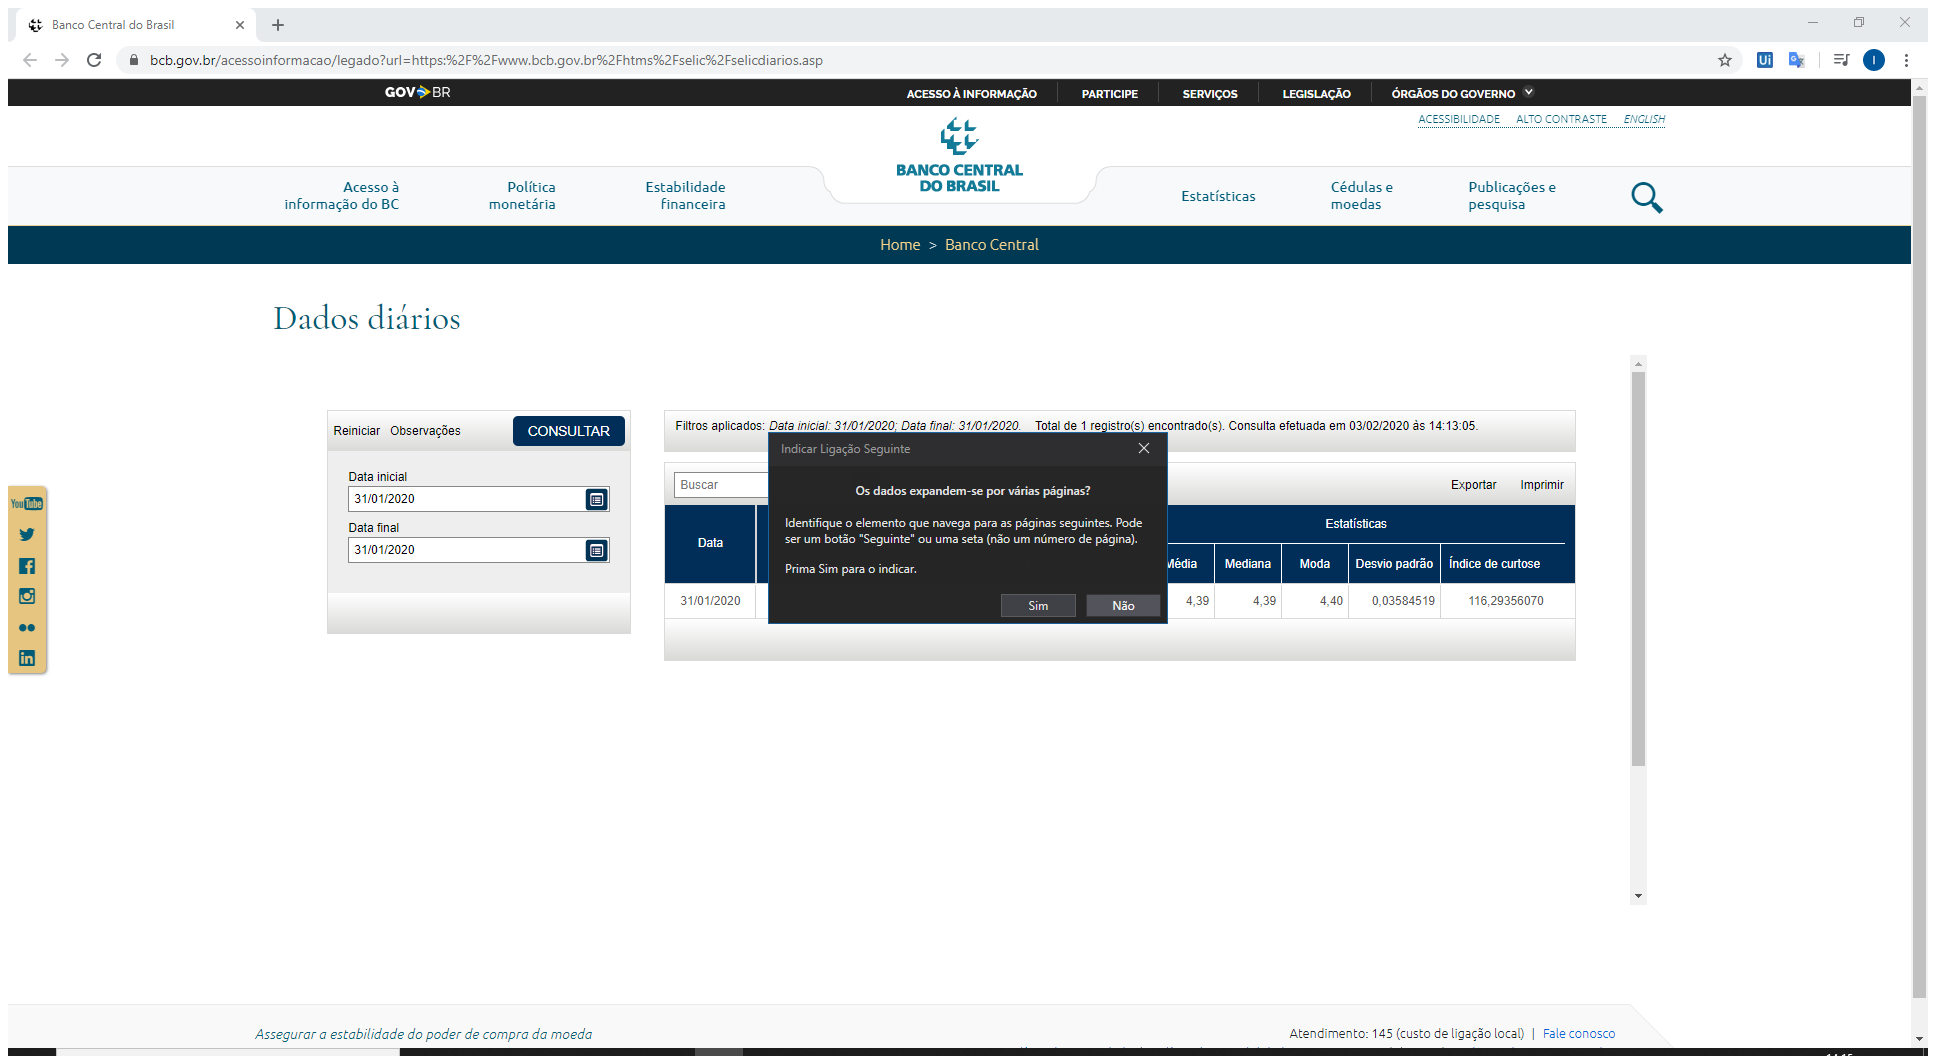 Banco Central do Brasil
bcb.gov.br/acessoinformacao/legado?url=https:%2F%2Fwww.bcb.gov.br%2Fhtms%2Fselic%2Fselicdiarios.asp
Ui
I
GOV BR
ACESSO À INFORMAÇÃO PARTICIPE SERVIÇOS LEGISLAÇÃO ÓRGÃOS DO GOVERNO
ACESSIBILIDADE ALTO CONTRASTE ENGLISH
BANCO CENTRAL
DO BRASIL
Acesso à
informação do BC
Política
monetária
Estabilidade
financeira
Estatísticas
Cédulas e
moedas
Publicações e
pesquisa
Home > Banco Central
Dados diários
Reiniciar Observações CONSULTAR
Data inicial
31/01/2020
Data final
31/01/2020
YouTube
Filtros aplicados: Data inicial: 31/01/2020; Data final: 31/01/2020. Total de 1 registro(s) encontrado(s). Consulta efetuada em 03/02/2020 às 14:13:05.
Buscar
Exportar Imprimir
Data
Estatísticas
Média Mediana Moda Desvio padrão Índice de curtose
31/01/2020 4,39 4,39 4,40 0,03584519 116,29356070
Indicar Ligação Seguinte
Os dados expandem-se por várias páginas?
Identifique o elemento que navega para as páginas seguintes. Pode
ser um botão "Seguinte" ou uma seta (não um número de página).
Prima Sim para o indicar.
Sim Não
Assegurar a estabilidade do poder de compra da moeda
Atendimento: 145 (custo de ligação local) | Fale conosco